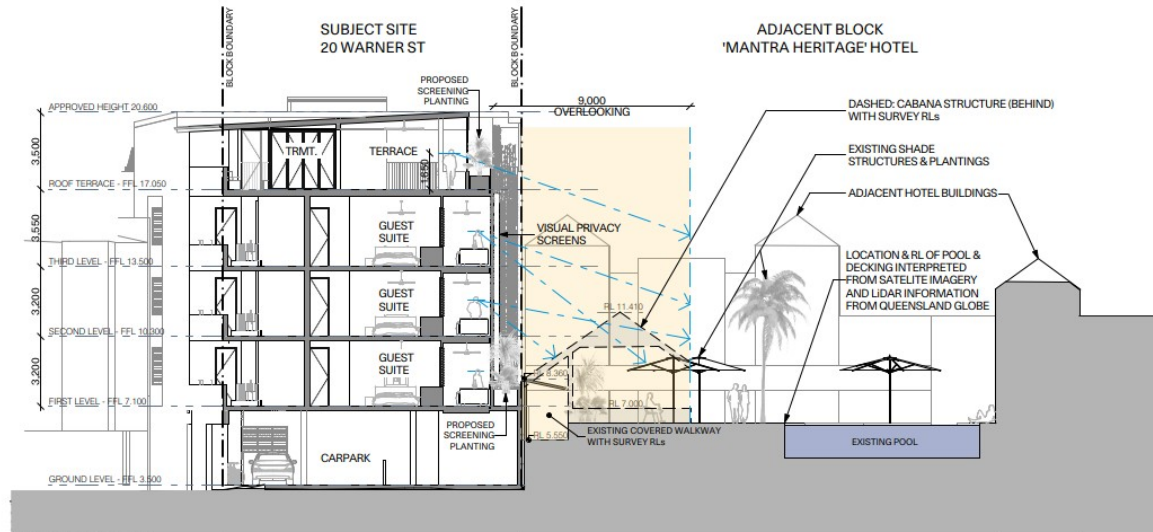 SUBJECT SITE
20 WARNER ST
ADJACENT BLOCK
'MANTRA HERITAGE' HOTEL
BLOCK BOUNDARY
BLOCK BOUNDARY
PROPOSED
SCREENING
PLANTING
9,000
OVERLOOKING
DASHED: CABANA STRUCTURE (BEHIND)
WITH SURVEY RLs
EXISTING SHADE
STRUCTURES & PLANTINGS
ADJACENT HOTEL BUILDINGS
LOCATION & RL OF POOL &
DECKING INTERPRETED
FROM SATELITE IMAGERY
AND LiDAR INFORMATION
FROM QUEENSLAND GLOBE
APPROVED HEIGHT 20.600
3,500
TRMT.
TERRACE
1,650
ROOF TERRACE - FFL 17.050
3,550
GUEST
SUITE
VISUAL PRIVACY
SCREENS
THIRD LEVEL - FFL 13.500
3,200
GUEST
SUITE
RL 11.410
SECOND LEVEL - FFL 10.300
3,200
GUEST
SUITE
RL 8.360
FIRST LEVEL - FFL 7.100
RL 7.000
PROPOSED
SCREENING
PLANTING
RL 5.550
EXISTING COVERED WALKWAY
WITH SURVEY RLs
EXISTING POOL
CARPARK
GROUND LEVEL - FFL 3.500